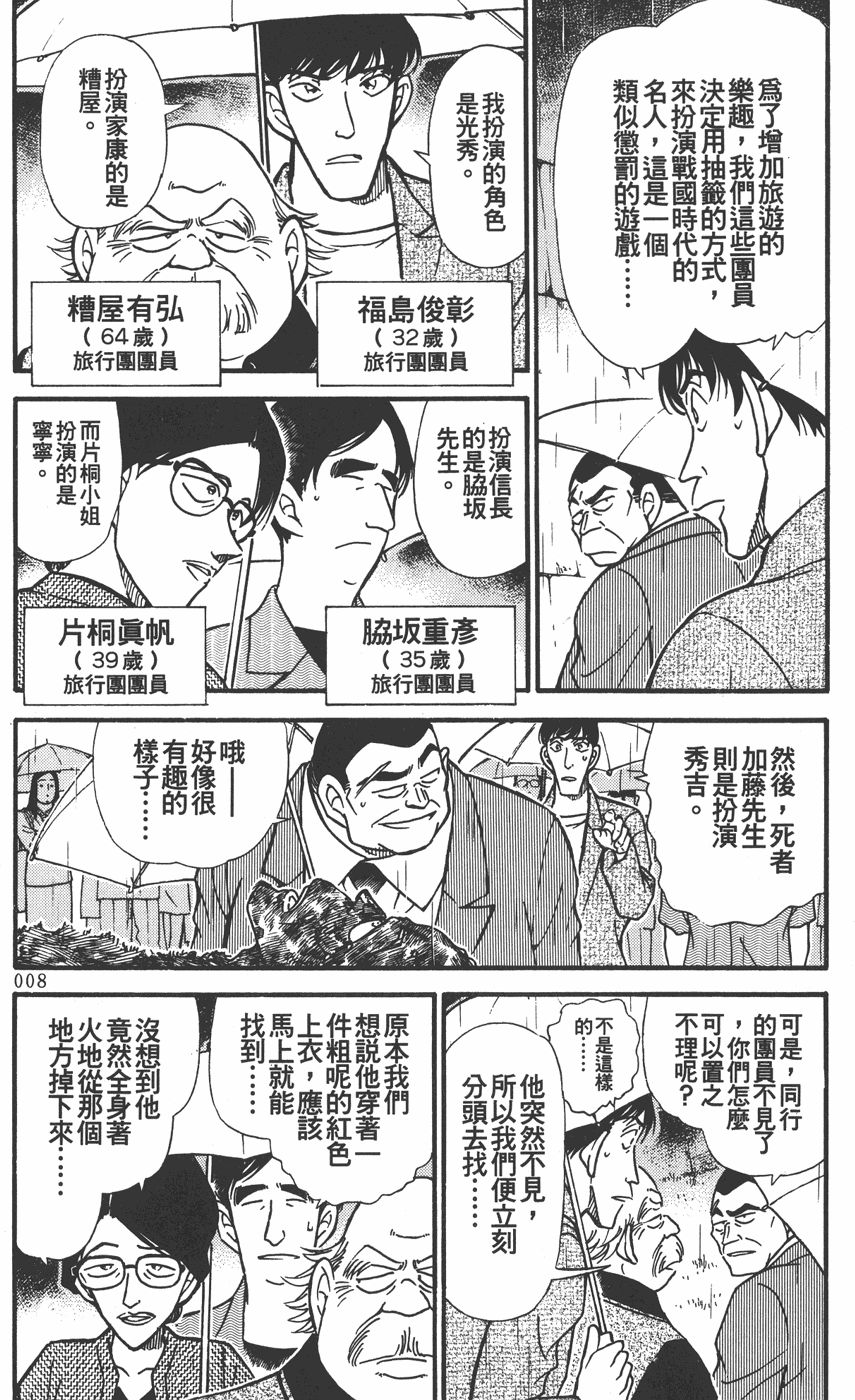 為了增加旅遊的
樂趣，我們這些團員
決定用抽籤的方式，
來扮演戰國時代的
名人，這是一個
類似懲罰的遊戲⋯⋯
我扮演的角色
是光秀。
扮演家康的是
糟屋。
福島俊彰
（32歲）
旅行團團員
糟屋有弘
（64歲）
旅行團團員
扮演信長
的是脇坂
先生。
而片桐小姐
扮演的是
寧寧。
脇坂重彥
（35歲）
旅行團團員
片桐眞帆
（39歲）
旅行團團員
然後，死者
加藤先生
則是扮演
秀吉。
哦——
好像很
有趣的
樣子⋯⋯
008
可是，同行
的團員不見了
，你們怎麼
可以置之
不理呢？
不是這樣
的⋯⋯
他突然不見，
所以我們便立刻
分頭去找⋯⋯
原本我們
想說他穿著一
件粗呢的紅色
上衣，應該
馬上就能
找到⋯⋯
沒想到他
竟然全身著
火地從那個
地方掉下來⋯⋯